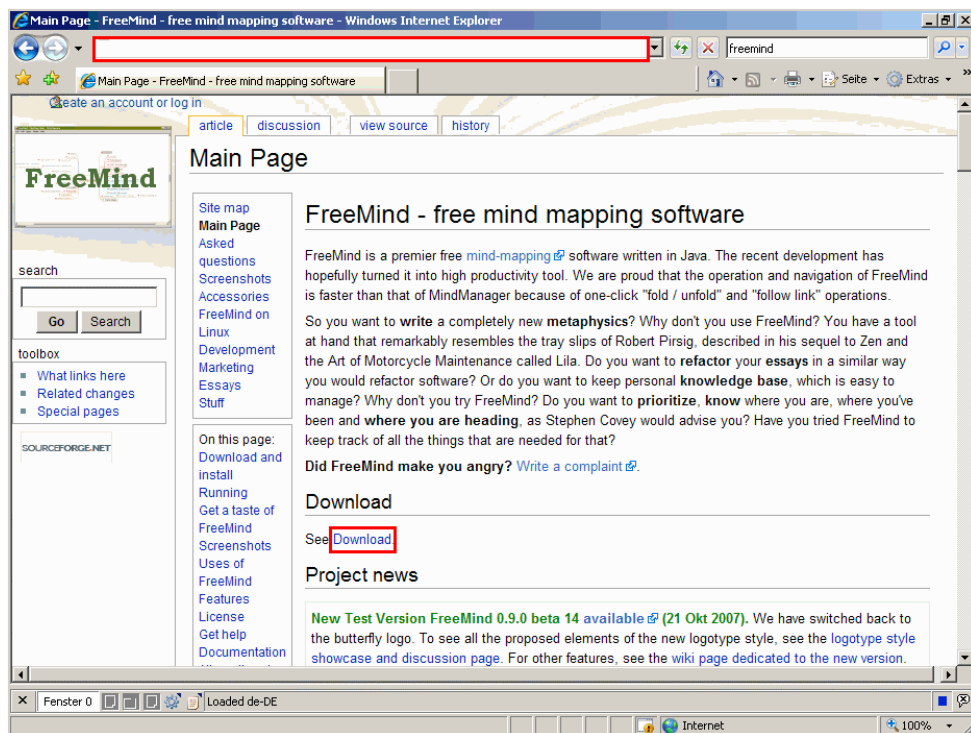 Main Page - FreeMind - free mind mapping software - Windows Internet Explorer
freemind
Main Page - FreeMind - free mind mapping software
Seite
Extras
Create an account or log in
article
discussion
view source
history
FreeMind
Main Page
search
Go
Search
toolbox
What links here
Related changes
Special pages
SOURCEFORGE.NET
Site map
Main Page
Asked
questions
Screenshots
Accessories
FreeMind on
Linux
Development
Marketing
Essays
Stuff
On this page:
Download and
install
Running
Get a taste of
FreeMind
Screenshots
Uses of
FreeMind
Features
License
Get help
Documentation
FreeMind - free mind mapping software
FreeMind is a premier free mind-mapping software written in Java. The recent development has
hopefully turned it into high productivity tool. We are proud that the operation and navigation of FreeMind
is faster than that of MindManager because of one-click "fold / unfold" and "follow link" operations.
So you want to write a completely new metaphysics? Why don't you use FreeMind? You have a tool
at hand that remarkably resembles the tray slips of Robert Pirsig, described in his sequel to Zen and
the Art of Motorcycle Maintenance called Lila. Do you want to refactor your essays in a similar way
you would refactor software? Or do you want to keep personal knowledge base, which is easy to
manage? Why don't you try FreeMind? Do you want to prioritize, know where you are, where you've
been and where you are heading, as Stephen Covey would advise you? Have you tried FreeMind to
keep track of all the things that are needed for that?
Did FreeMind make you angry? Write a complaint.
Download
See Download.
Project news
New Test Version FreeMind 0.9.0 beta 14 available (21 Okt 2007). We have switched back to
the butterfly logo. To see all the proposed elements of the new logotype style, see the logotype style
showcase and discussion page. For other features, see the wiki page dedicated to the new version.
Fenster 0
Loaded de-DE
Internet
100%